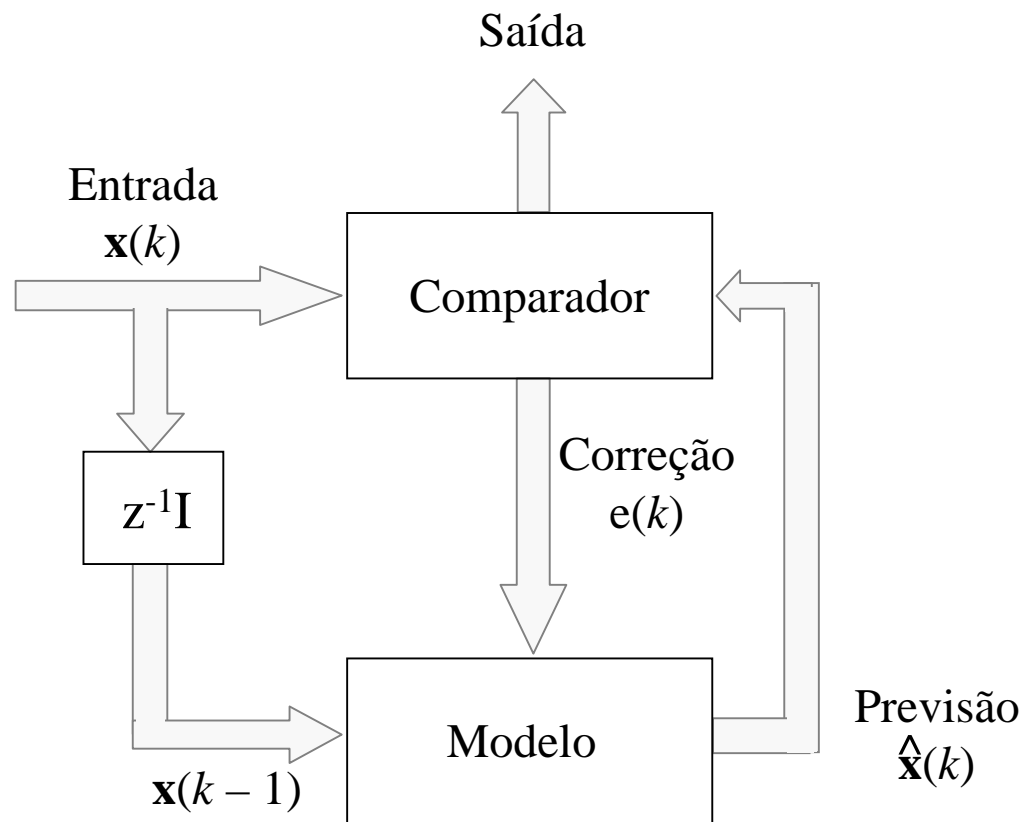 Saída
Entrada
x(k)
Comparador
Correção
e(k)
z⁻¹I
Modelo
Previsão
x̂(k)
x(k – 1)